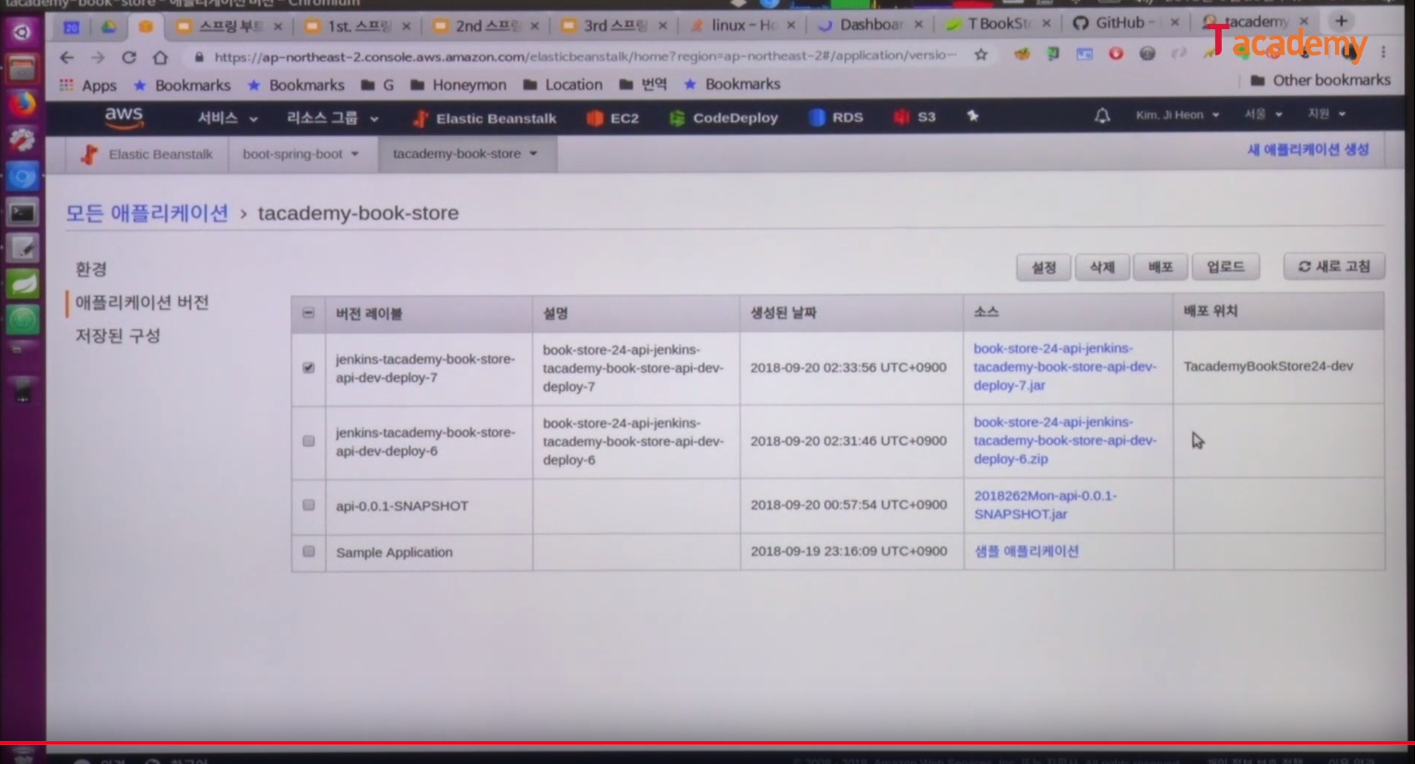 tacademy-book-store - 애플리케이션 버전 - Chromium
스프링 부트
1st. 스프링
2nd 스프링
3rd 스프링
linux - Ho
Dashboar
T BookSto
GitHub -
tacademy
Tacademy
https://ap-northeast-2.console.aws.amazon.com/elasticbeanstalk/home?region=ap-northeast-2#/application/versio…
Apps Bookmarks Bookmarks G Honeymon Location 번역 Bookmarks Other bookmarks
aws 서비스 리소스 그룹 Elastic Beanstalk EC2 CodeDeploy RDS S3 Kim, Ji Heon 서울 지원
Elastic Beanstalk boot-spring-boot tacademy-book-store 새 애플리케이션 생성
모든 애플리케이션 › tacademy-book-store
환경
애플리케이션 버전
저장된 구성
설정 삭제 배포 업로드 새로 고침
버전 레이블 설명 생성된 날짜 소스 배포 위치
jenkins-tacademy-book-store-
api-dev-deploy-7
book-store-24-api-jenkins-
tacademy-book-store-api-dev-
deploy-7
2018-09-20 02:33:56 UTC+0900
book-store-24-api-jenkins-
tacademy-book-store-api-dev-
deploy-7.jar
TacademyBookStore24-dev
jenkins-tacademy-book-store-
api-dev-deploy-6
book-store-24-api-jenkins-
tacademy-book-store-api-dev-
deploy-6
2018-09-20 02:31:46 UTC+0900
book-store-24-api-jenkins-
tacademy-book-store-api-dev-
deploy-6.zip
api-0.0.1-SNAPSHOT
2018-09-20 00:57:54 UTC+0900
2018262Mon-api-0.0.1-
SNAPSHOT.jar
Sample Application
2018-09-19 23:16:09 UTC+0900
샘플 애플리케이션